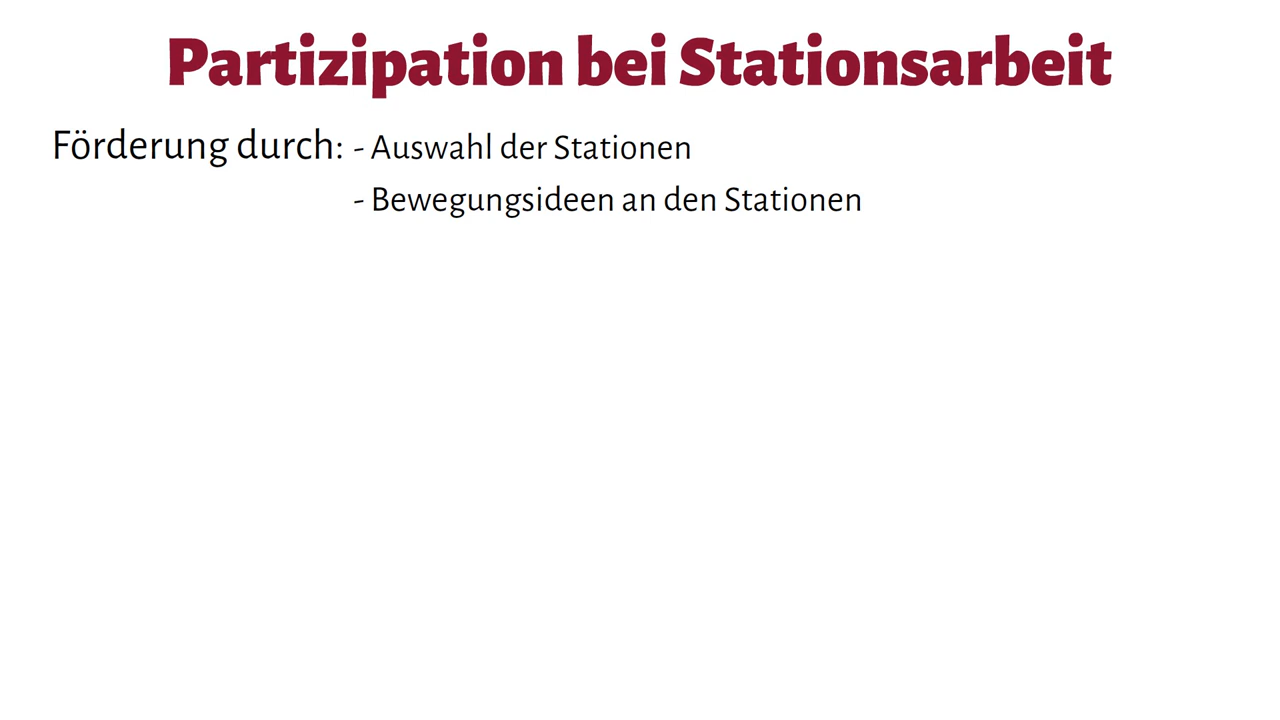 Partizipation bei Stationsarbeit
Förderung durch: - Auswahl der Stationen
- Bewegungsideen an den Stationen